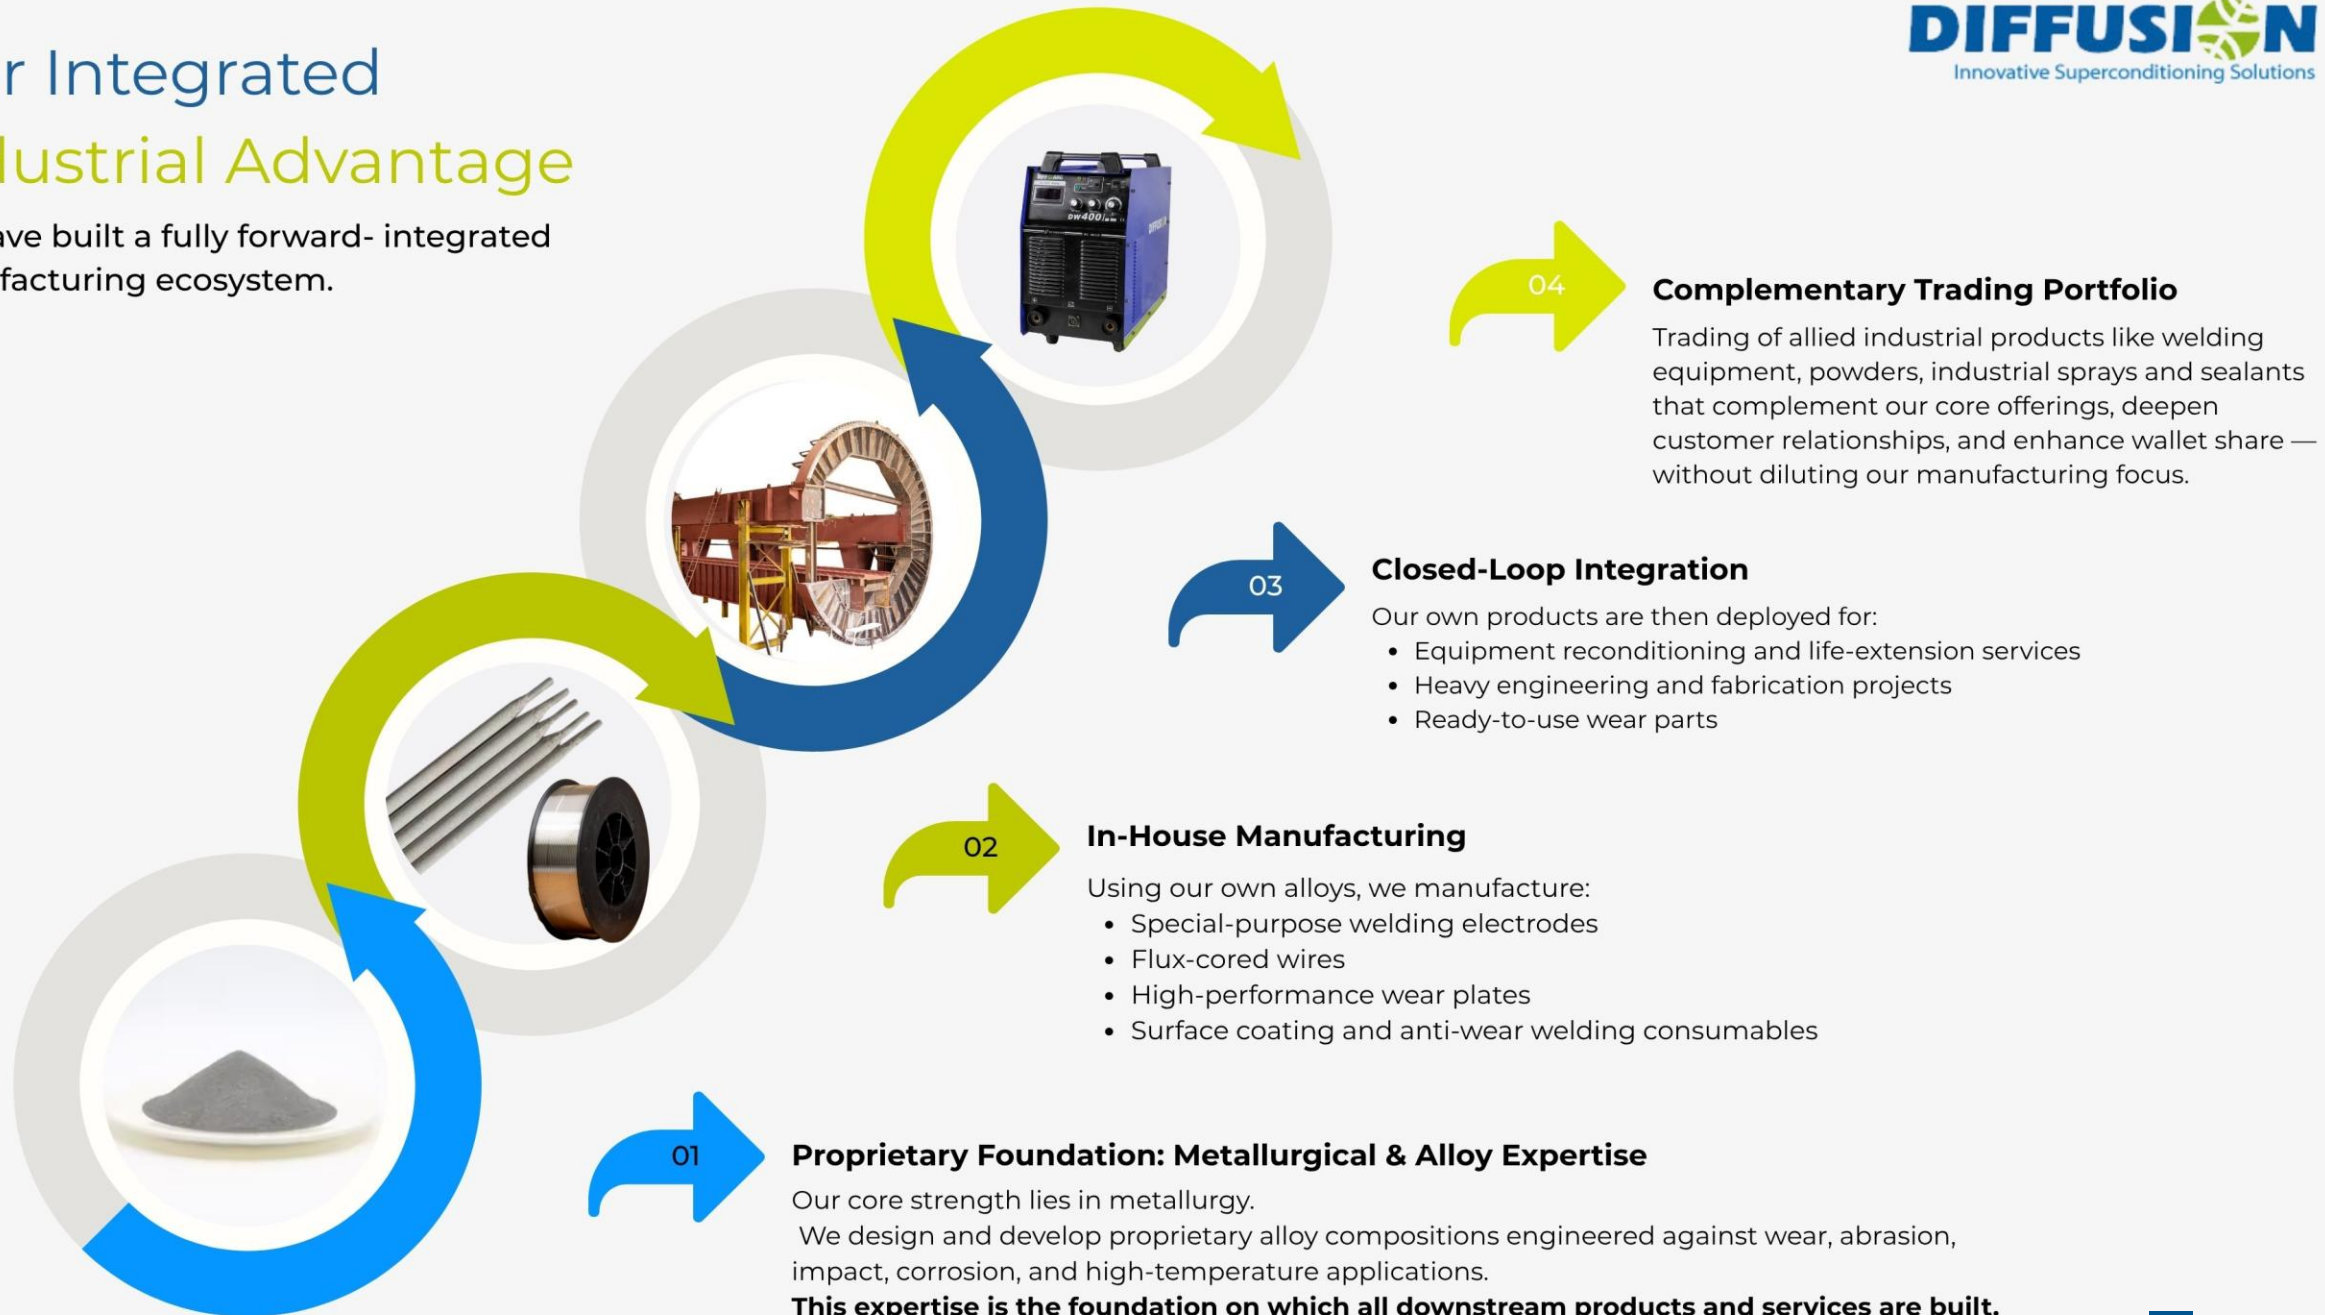 DIFFUSION
Innovative Superconditioning Solutions
r Integrated
dustrial Advantage
ave built a fully forward- integrated
facturing ecosystem.
DW400i
04
Complementary Trading Portfolio
Trading of allied industrial products like welding
equipment, powders, industrial sprays and sealants
that complement our core offerings, deepen
customer relationships, and enhance wallet share —
without diluting our manufacturing focus.
03
Closed-Loop Integration
Our own products are then deployed for:
• Equipment reconditioning and life-extension services
• Heavy engineering and fabrication projects
• Ready-to-use wear parts
02
In-House Manufacturing
Using our own alloys, we manufacture:
• Special-purpose welding electrodes
• Flux-cored wires
• High-performance wear plates
• Surface coating and anti-wear welding consumables
01
Proprietary Foundation: Metallurgical & Alloy Expertise
Our core strength lies in metallurgy.
We design and develop proprietary alloy compositions engineered against wear, abrasion,
impact, corrosion, and high-temperature applications.
This expertise is the foundation on which all downstream products and services are built.